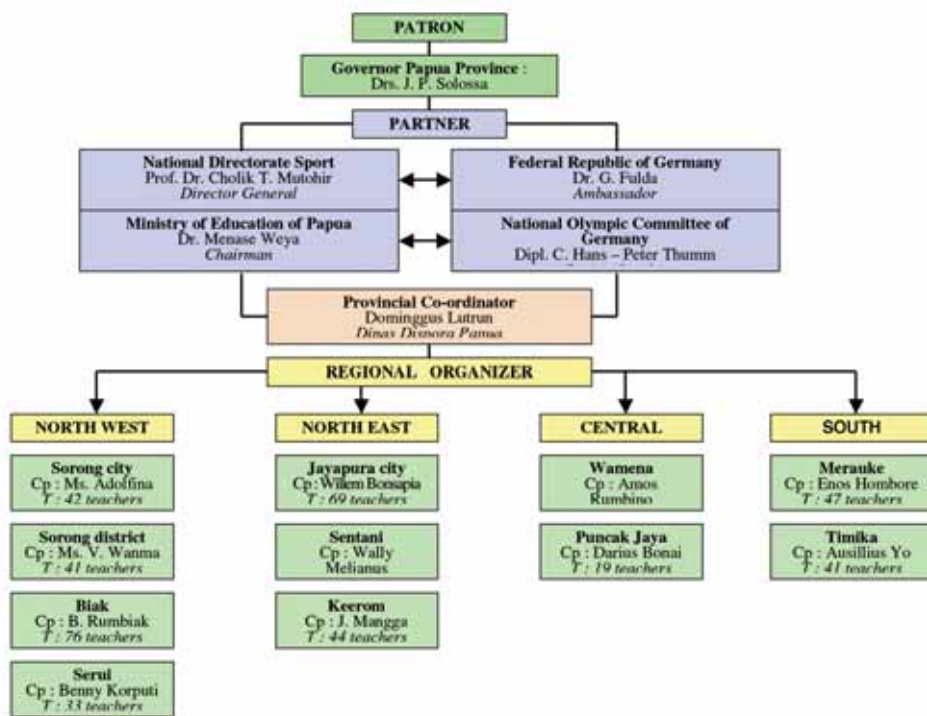 PATRON
Governor Papua Province :
Drs. J. P. Solossa
PARTNER
National Directorate Sport
Prof. Dr. Cholik T. Mutohir
Director General
Federal Republic of Germany
Dr. G. Fulda
Ambassador
Ministry of Education of Papua
Dr. Menase Weya
Chairman
National Olympic Committee of
Germany
Dipl. C. Hans – Peter Thumm
Provincial Co-ordinator
Dominggus Lutrun
Dinas Dispora Papua
REGIONAL ORGANIZER
NORTH WEST
Sorong city
Cp : Ms. Adolfina
T : 42 teachers
Sorong district
Cp : Ms. V. Wanma
T : 41 teachers
Biak
Cp : B. Rumbiak
T : 76 teachers
Serui
Cp : Benny Korputi
T : 33 teachers
NORTH EAST
Jayapura city
Cp : Willem Bonsapia
T : 69 teachers
Sentani
Cp : Wally
Melianus
Keerom
Cp : J. Mangga
T : 44 teachers
CENTRAL
Wamena
Cp : Amos
Rumbino
Puncak Jaya
Cp : Darius Bonai
T : 19 teachers
SOUTH
Merauke
Cp : Enos Hombore
T : 47 teachers
Timika
Cp : Ausillius Yo
T : 41 teachers